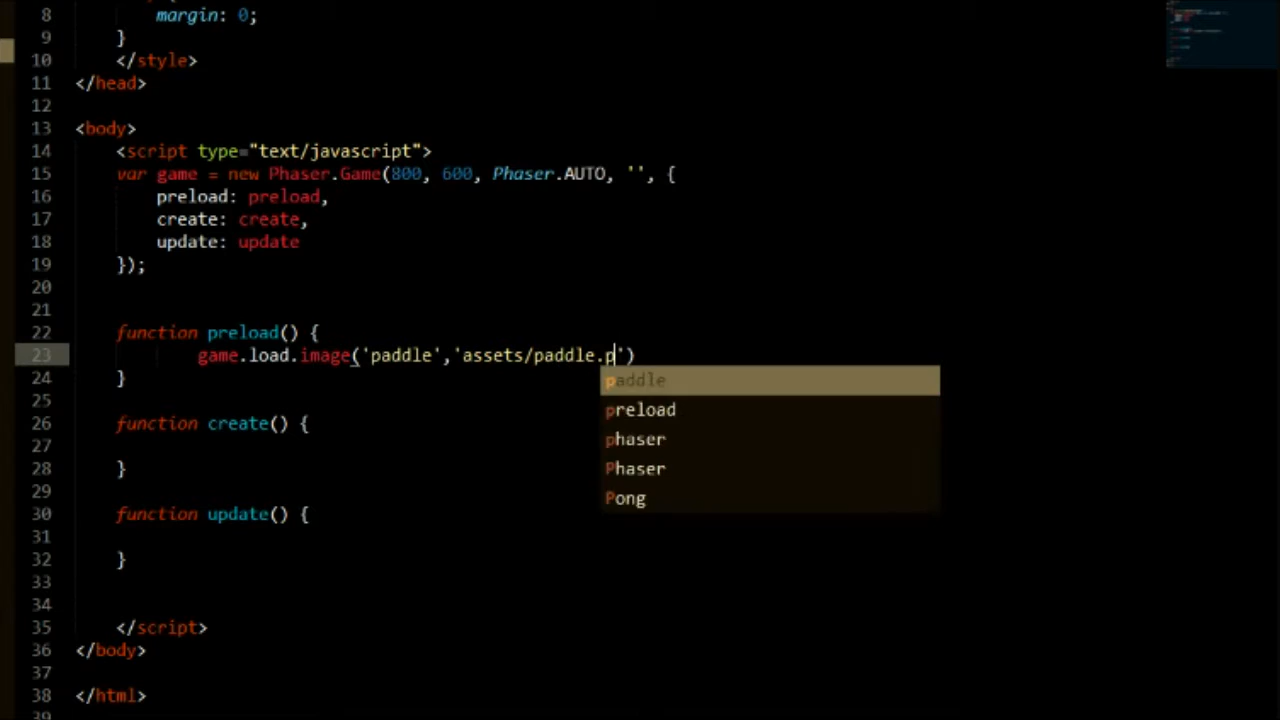 8 margin: 0;
9 }
10 </style>
11 </head>
12
13 <body>
14 <script type="text/javascript">
15 var game = new Phaser.Game(800, 600, Phaser.AUTO, '', {
16 preload: preload,
17 create: create,
18 update: update
19 });
20
21
22 function preload() {
23 game.load.image('paddle','assets/paddle.p')
24 }
paddle
25
preload
26 function create() {
27
phaser
28 }
Phaser
29
Pong
30 function update() {
31
32 }
33
34
35 </script>
36 </body>
37
38 </html>
39